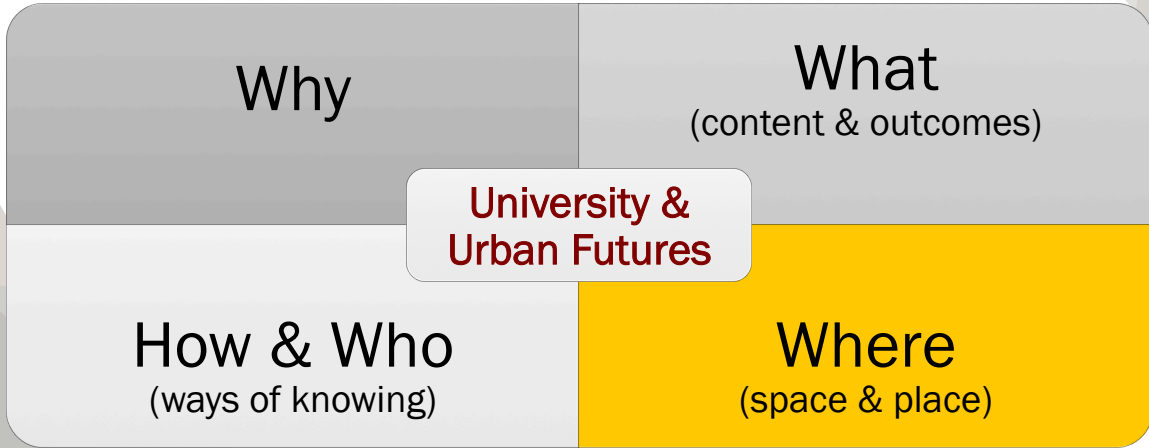 Why
What
(content & outcomes)
University &
Urban Futures
How & Who
(ways of knowing)
Where
(space & place)